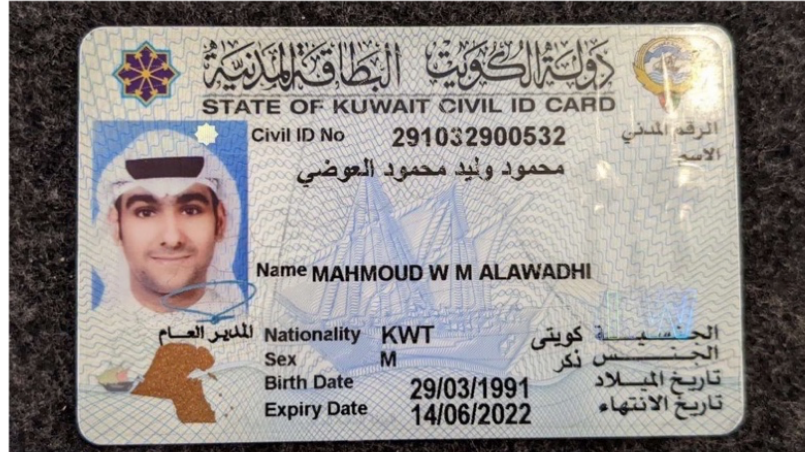 دولة الكويت البطاقة المدنية
STATE OF KUWAIT CIVIL ID CARD
Civil ID No 291032900532 الرقم المدني
محمود وليد محمود العوضي الاسم
Name MAHMOUD W M ALAWADHI
المدير العام
Nationality KWT كويتي الجنسية
Sex M ذكر الجنس
Birth Date 29/03/1991 تاريخ الميلاد
Expiry Date 14/06/2022 تاريخ الانتهاء